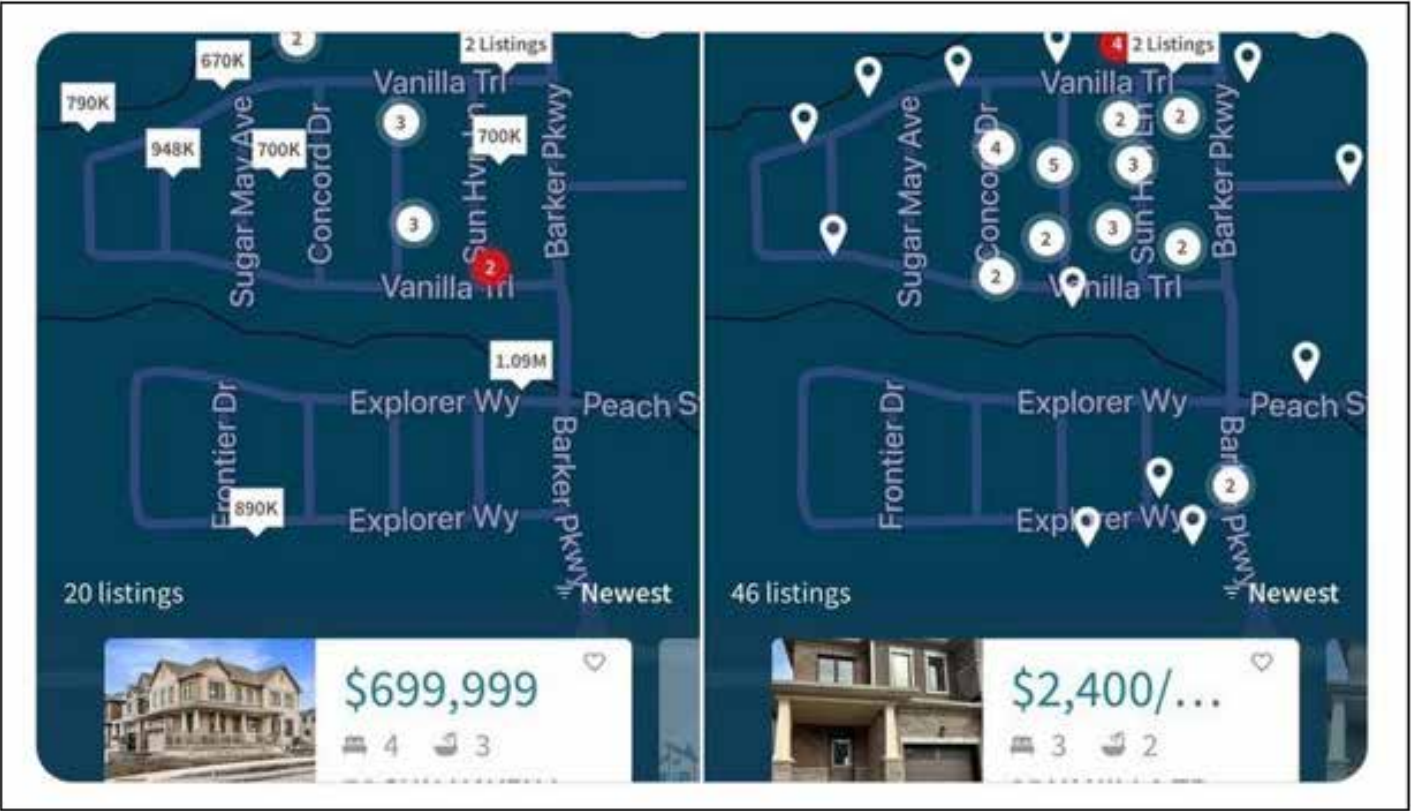 2
2 Listings
670K
Vanilla Trl
790K
3
700K
948K
700K
Sugar May Ave
Concord Dr
Sun Hvn Ln
Barker Pkwy
3
2
Vanilla Trl
1.09M
Explorer Wy
Peach S
Frontier Dr
Barker Pkwy
890K
Explorer Wy
20 listings
Newest
$699,999
4 3
4
2 Listings
Vanilla Trl
2
2
4
5
3
Sugar May Ave
Concord Dr
Barker Pkwy
2
3
2
2
Vanilla Trl
Explorer Wy
Peach S
Frontier Dr
2
Explorer Wy
46 listings
Newest
$2,400/...
3 2